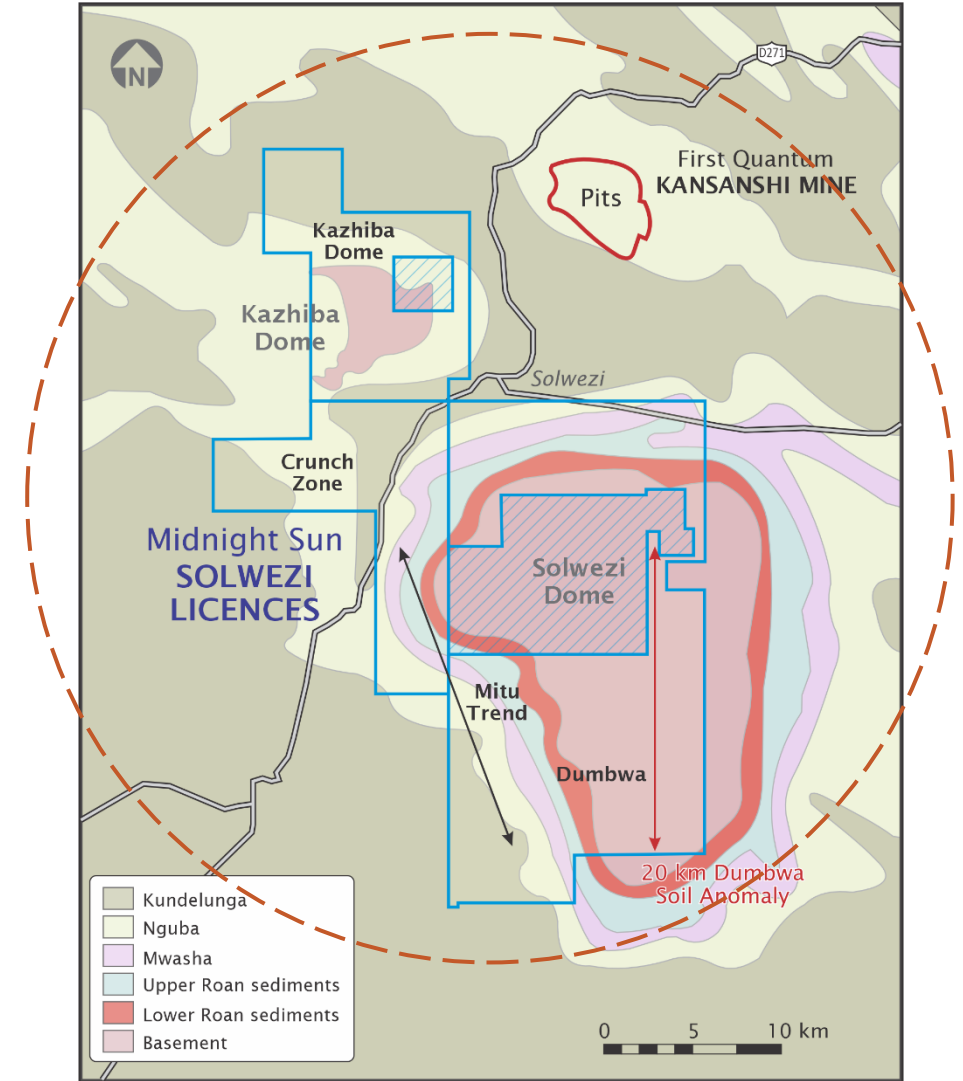 N
D271
First Quantum
KANSANSHI MINE
Pits
Kazhiba
Dome
Kazhiba
Dome
Solwezi
Crunch
Zone
Midnight Sun
SOLWEZI
LICENCES
Solwezi
Dome
Mitu
Trend
Dumbwa
20 km Dumbwa
Soil Anomaly
Kundelunga
Nguba
Mwasha
Upper Roan sediments
Lower Roan sediments
Basement
0 5 10 km